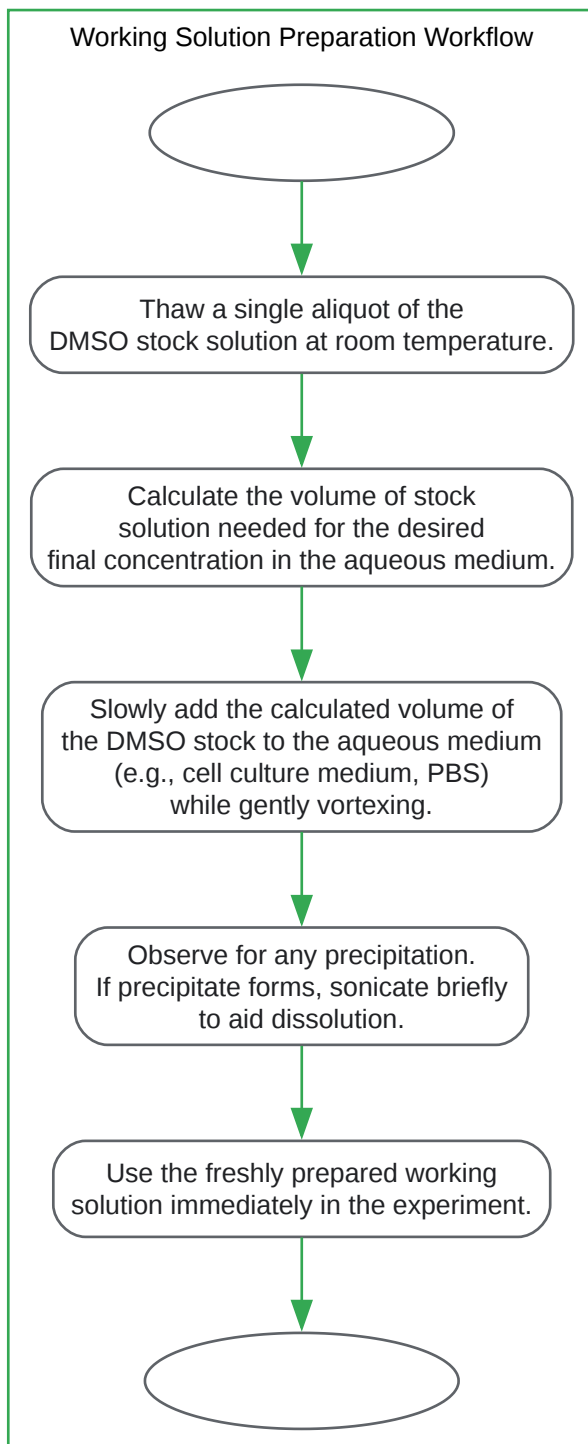 Working Solution Preparation Workflow
Thaw a single aliquot of the
DMSO stock solution at room temperature.
Calculate the volume of stock
solution needed for the desired
final concentration in the aqueous medium.
Slowly add the calculated volume of
the DMSO stock to the aqueous medium
(e.g., cell culture medium, PBS)
while gently vortexing.
Observe for any precipitation.
If precipitate forms, sonicate briefly
to aid dissolution.
Use the freshly prepared working
solution immediately in the experiment.